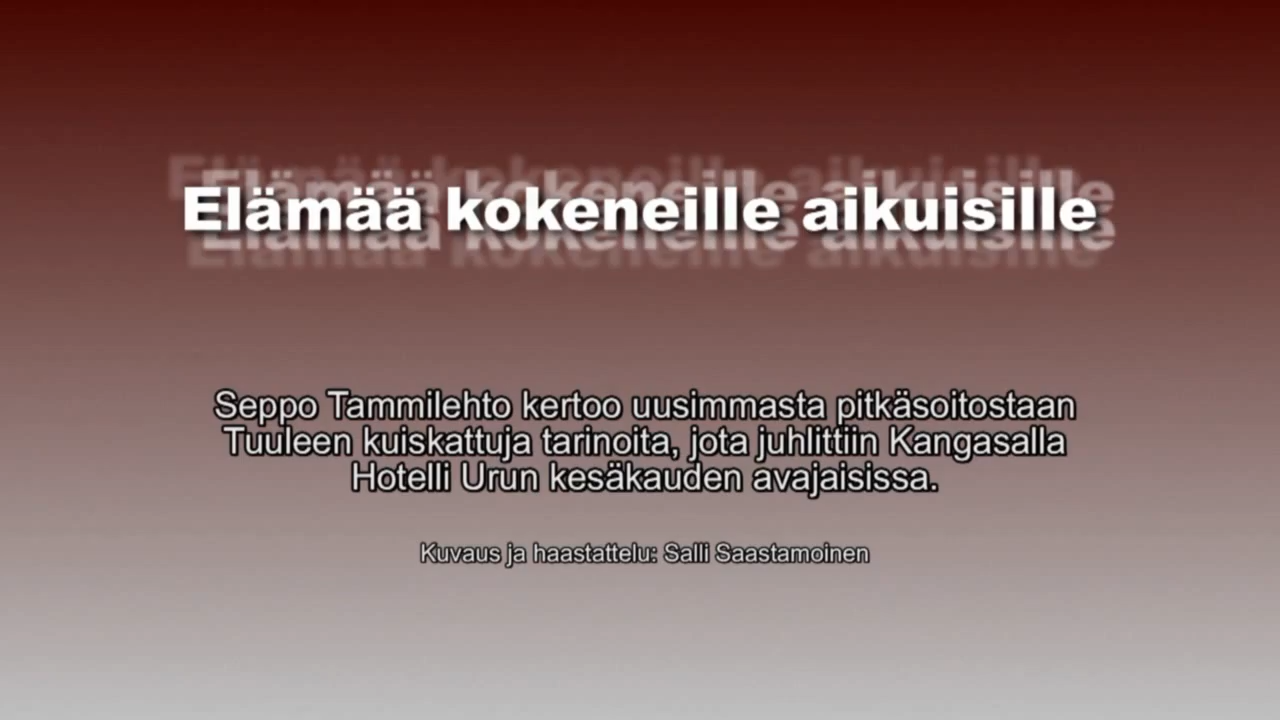 Elämää kokeneille aikuisille
Seppo Tammilehto kertoo uusimmasta pitkäsoitostaan
Tuuleen kuiskattuja tarinoita, jota juhlittiin Kangasalla
Hotelli Urun kesäkauden avajaisissa.
Kuvaus ja haastattelu: Salli Saastamoinen